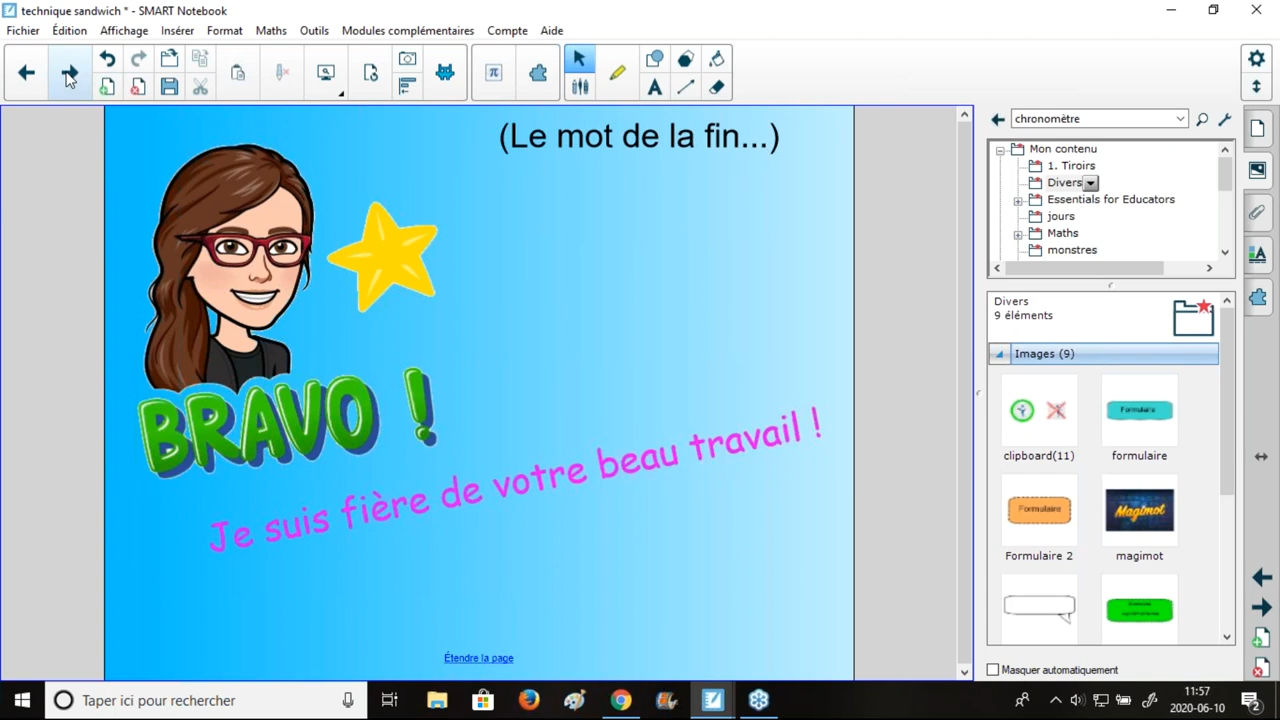 technique sandwich * - SMART Notebook
Fichier Édition Affichage Insérer Format Maths Outils Modules complémentaires Compte Aide
chronomètre
Mon contenu
1. Tiroirs
Divers
Essentials for Educators
jours
Maths
monstres
(Le mot de la fin...)
BRAVO !
Je suis fière de votre beau travail !
Étendre la page
Divers
9 éléments
Images (9)
Formulaire
clipboard(11)
formulaire
Formulaire
Magimot
Formulaire 2
magimot
Masquer automatiquement
Taper ici pour rechercher
11:57
2020-06-10
2